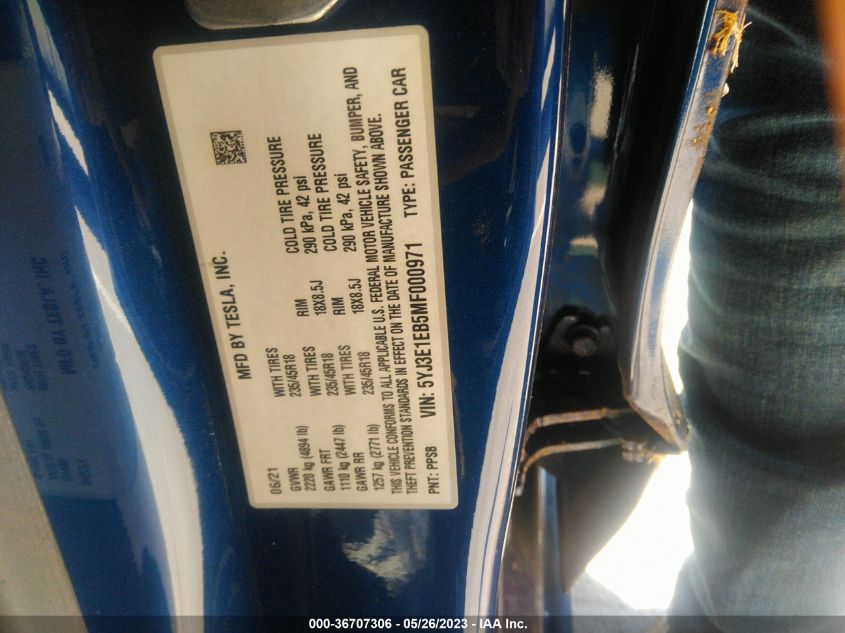 MFD BY TESLA, INC.
06/21
GVWR WITH TIRES RIM COLD TIRE PRESSURE
2220 kg (4894 lb) 235/45R18 18X8.5J 290 kPa, 42 psi
GAWR FRT WITH TIRES RIM COLD TIRE PRESSURE
1110 kg (2447 lb) 235/45R18 18X8.5J 290 kPa, 42 psi
GAWR RR WITH TIRES
1257 kg (2771 lb) 235/45R18
THIS VEHICLE CONFORMS TO ALL APPLICABLE U.S. FEDERAL MOTOR VEHICLE SAFETY, BUMPER, AND
THEFT PREVENTION STANDARDS IN EFFECT ON THE DATE OF MANUFACTURE SHOWN ABOVE.
PNT: PPSB VIN: 5YJ3E1EB5MF000971 TYPE: PASSENGER CAR
000-36707306 - 05/26/2023 - IAA Inc.